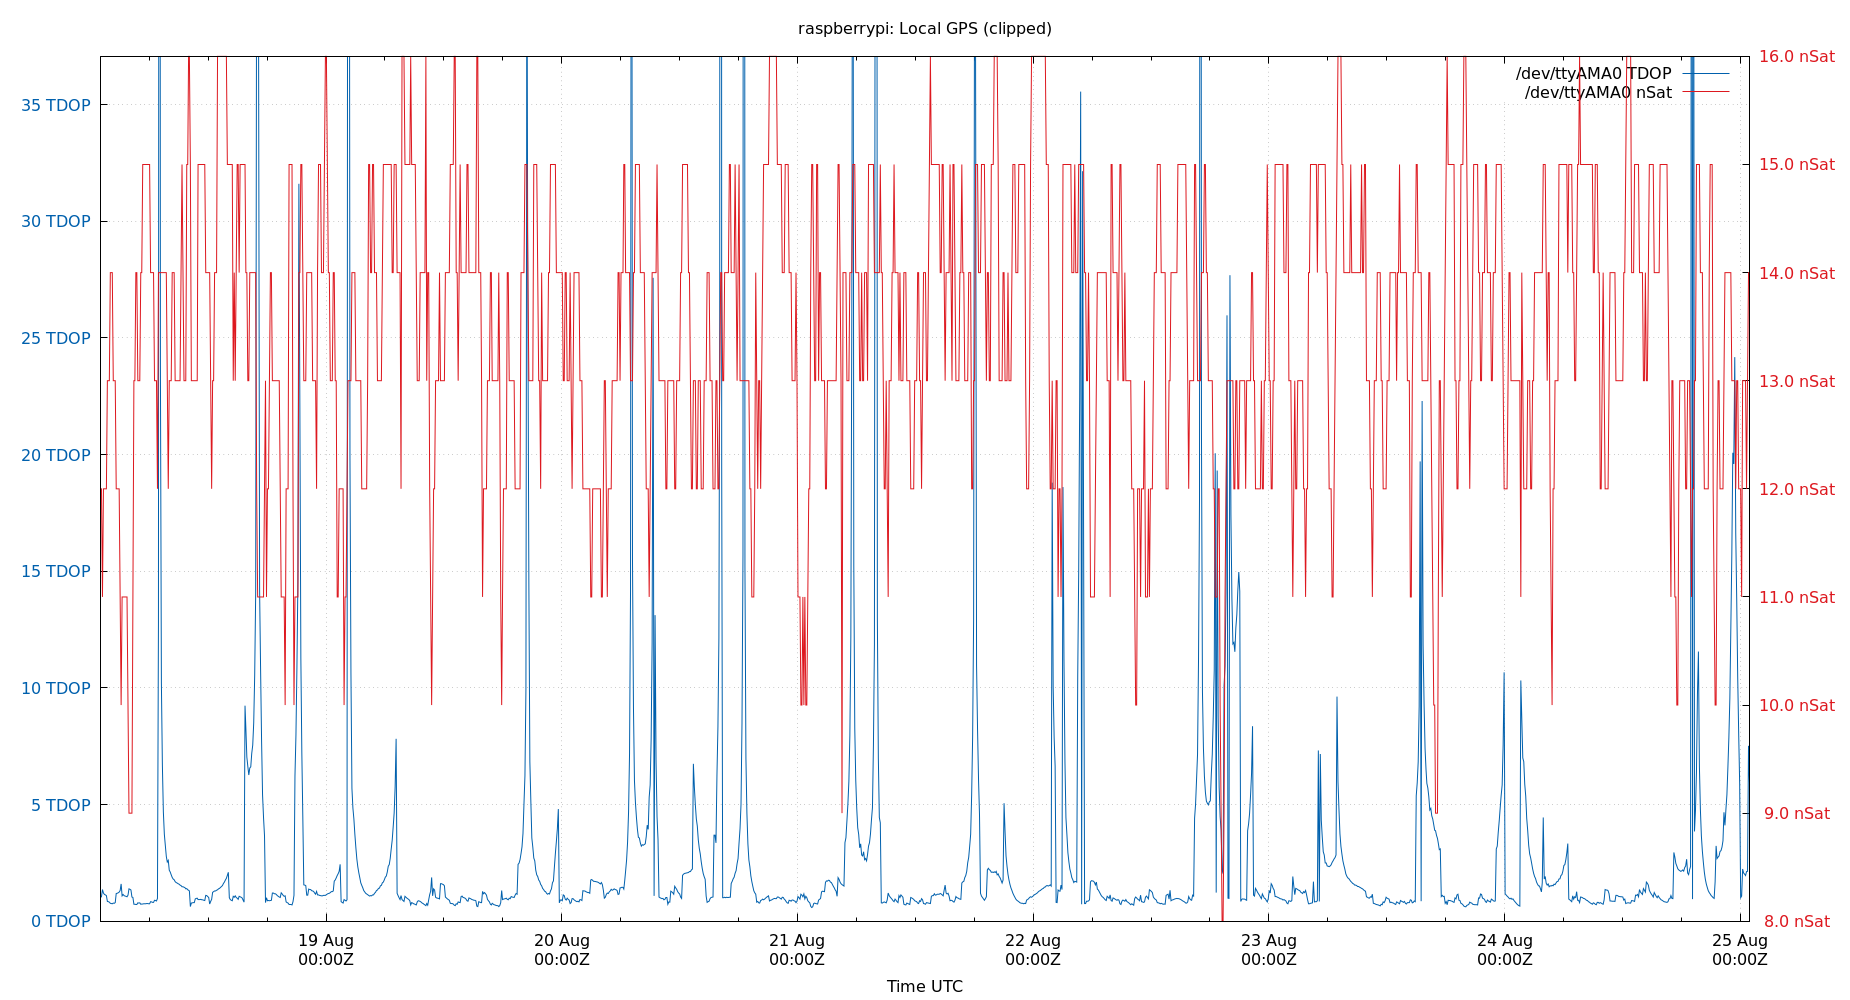 raspberrypi: Local GPS (clipped)
/dev/ttyAMA0 TDOP
/dev/ttyAMA0 nSat
35 TDOP
30 TDOP
25 TDOP
20 TDOP
15 TDOP
10 TDOP
5 TDOP
0 TDOP
16.0 nSat
15.0 nSat
14.0 nSat
13.0 nSat
12.0 nSat
11.0 nSat
10.0 nSat
9.0 nSat
8.0 nSat
19 Aug
00:00Z
20 Aug
00:00Z
21 Aug
00:00Z
22 Aug
00:00Z
23 Aug
00:00Z
24 Aug
00:00Z
25 Aug
00:00Z
Time UTC